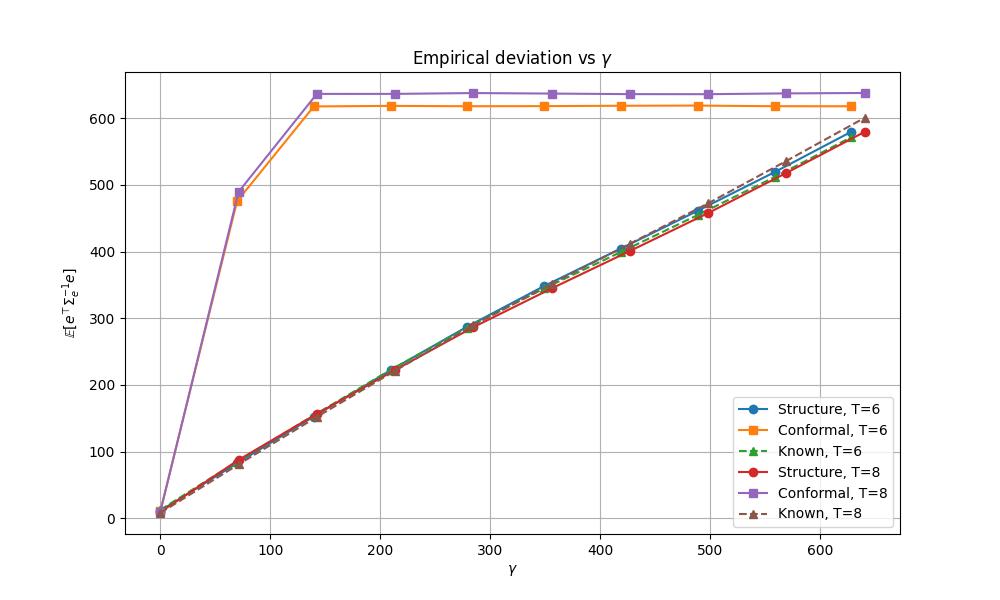 Empirical deviation vs γ
𝔼[e⊤Σe−1e]
600
500
400
300
200
100
0
0 100 200 300 400 500 600
γ
Structure, T=6
Conformal, T=6
Known, T=6
Structure, T=8
Conformal, T=8
Known, T=8